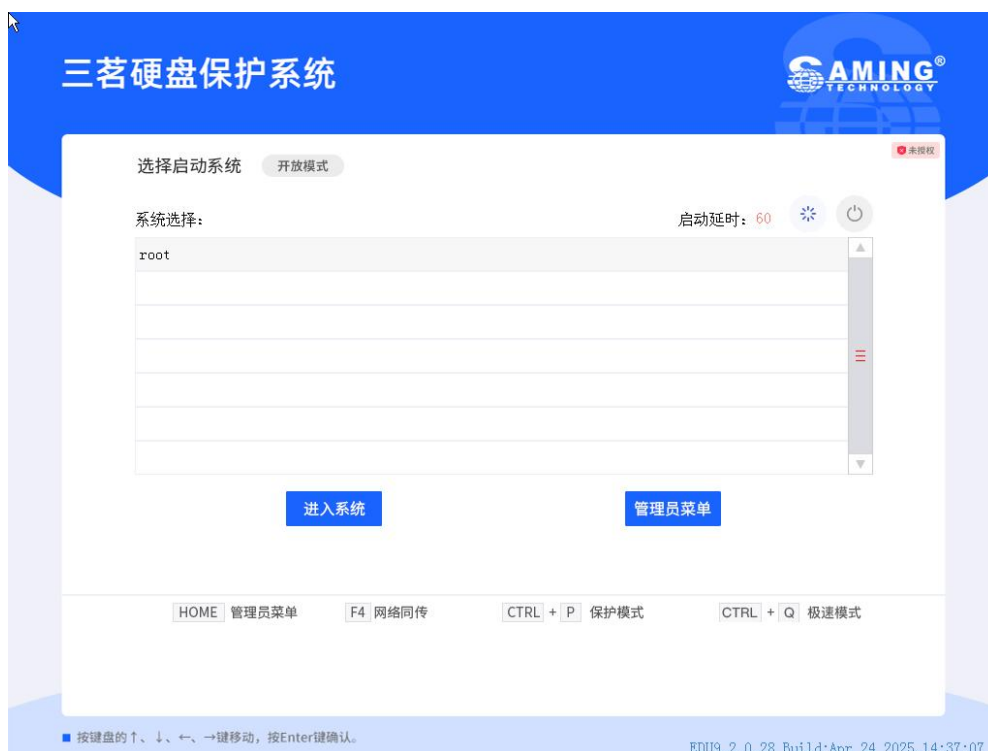 三茗硬盘保护系统
SAMING®
TECHNOLOGY
未授权
选择启动系统 开放模式
系统选择： 启动延时：60
root
进入系统 管理员菜单
HOME 管理员菜单 F4 网络同传 CTRL + P 保护模式 CTRL + Q 极速模式
按键盘的↑、↓、←、→键移动，按Enter键确认。
EDU9.2.0.28 Build:Apr 24 2025 14:37:07